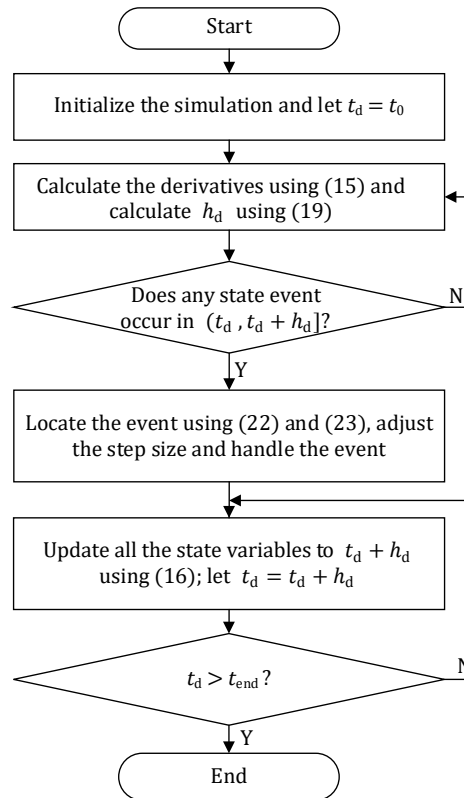 Start
Initialize the simulation and let t_d = t_0
Calculate the derivatives using (15) and
calculate h_d using (19)
Does any state event
occur in (t_d , t_d + h_d]?
N
Y
Locate the event using (22) and (23), adjust
the step size and handle the event
Update all the state variables to t_d + h_d
using (16); let t_d = t_d + h_d
t_d > t_end ?
N
Y
End